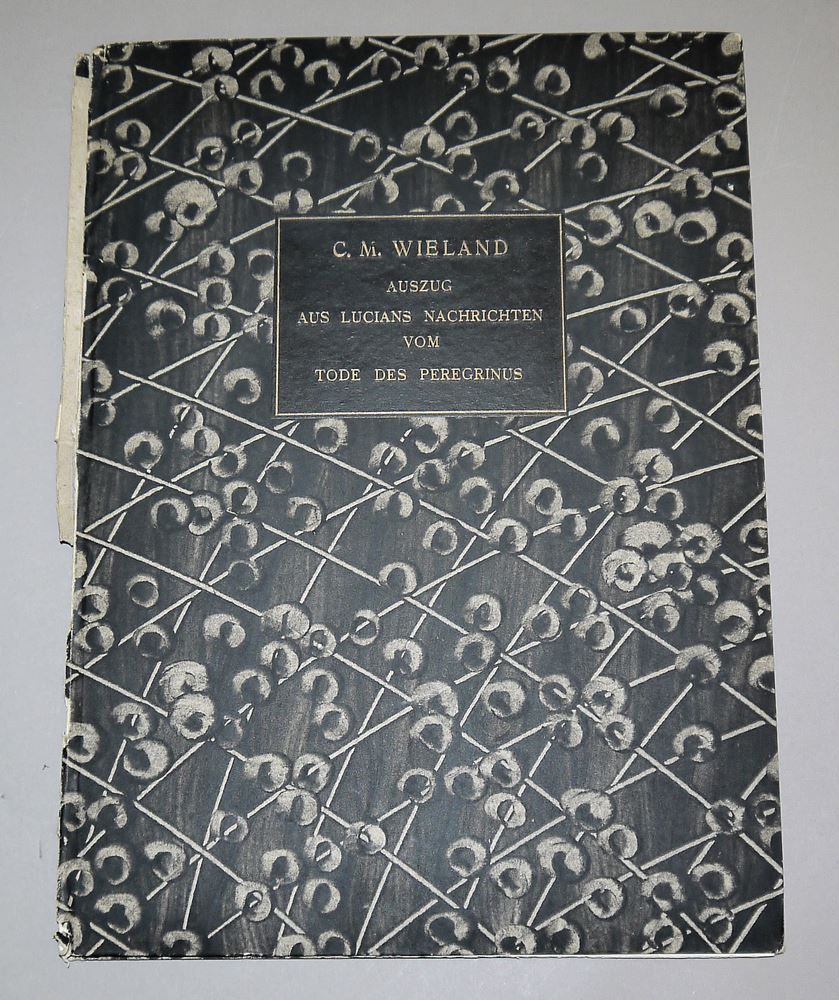 C. M. WIELAND
AUSZUG
AUS LUCIANS NACHRICHTEN
VOM
TODE DES PEREGRINUS